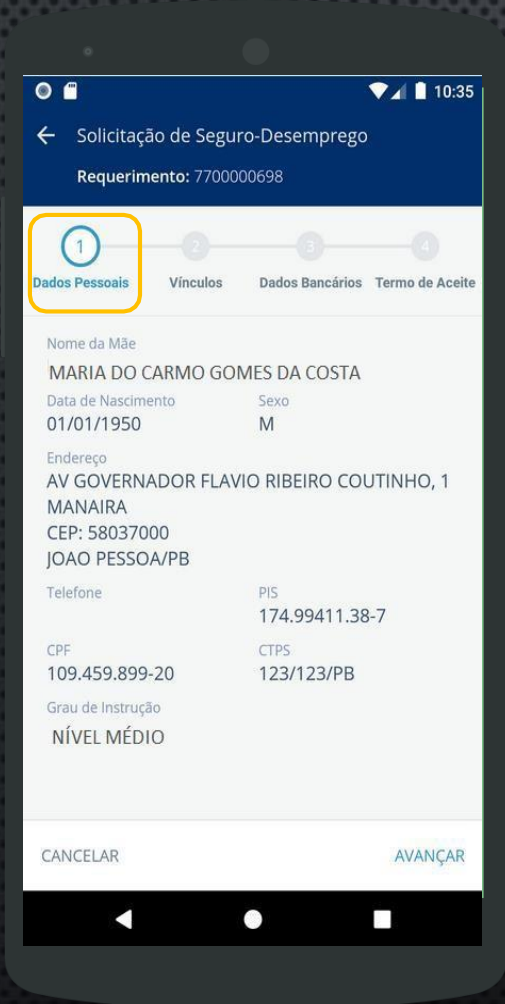 10:35
Solicitação de Seguro-Desemprego
Requerimento: 7700000698
1 2 3 4
Dados Pessoais Vínculos Dados Bancários Termo de Aceite
Nome da Mãe
MARIA DO CARMO GOMES DA COSTA
Data de Nascimento Sexo
01/01/1950 M
Endereço
AV GOVERNADOR FLAVIO RIBEIRO COUTINHO, 1
MANAIRA
CEP: 58037000
JOAO PESSOA/PB
Telefone PIS
174.99411.38-7
CPF CTPS
109.459.899-20 123/123/PB
Grau de Instrução
NÍVEL MÉDIO
CANCELAR AVANÇAR